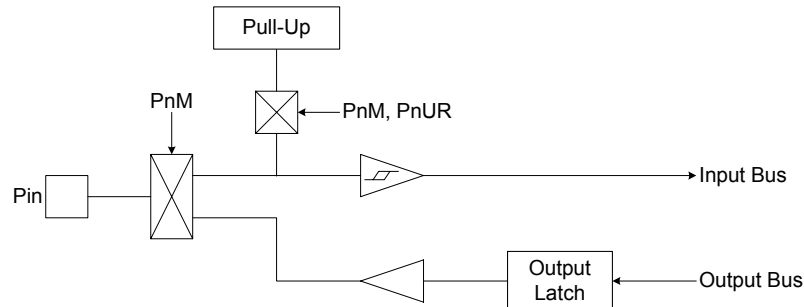 Pull-Up
PnM
PnM, PnUR
Pin
Input Bus
Output
Latch
Output Bus